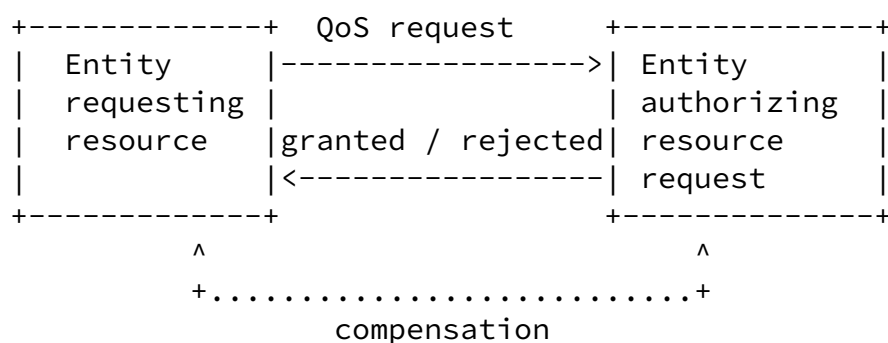 +--------------+ QoS request +--------------+
| Entity |----------------->| Entity |
| requesting | | authorizing |
| resource |granted / rejected| resource |
| |<-----------------| request |
+--------------+ +--------------+
^ ^
+...........................+
compensation